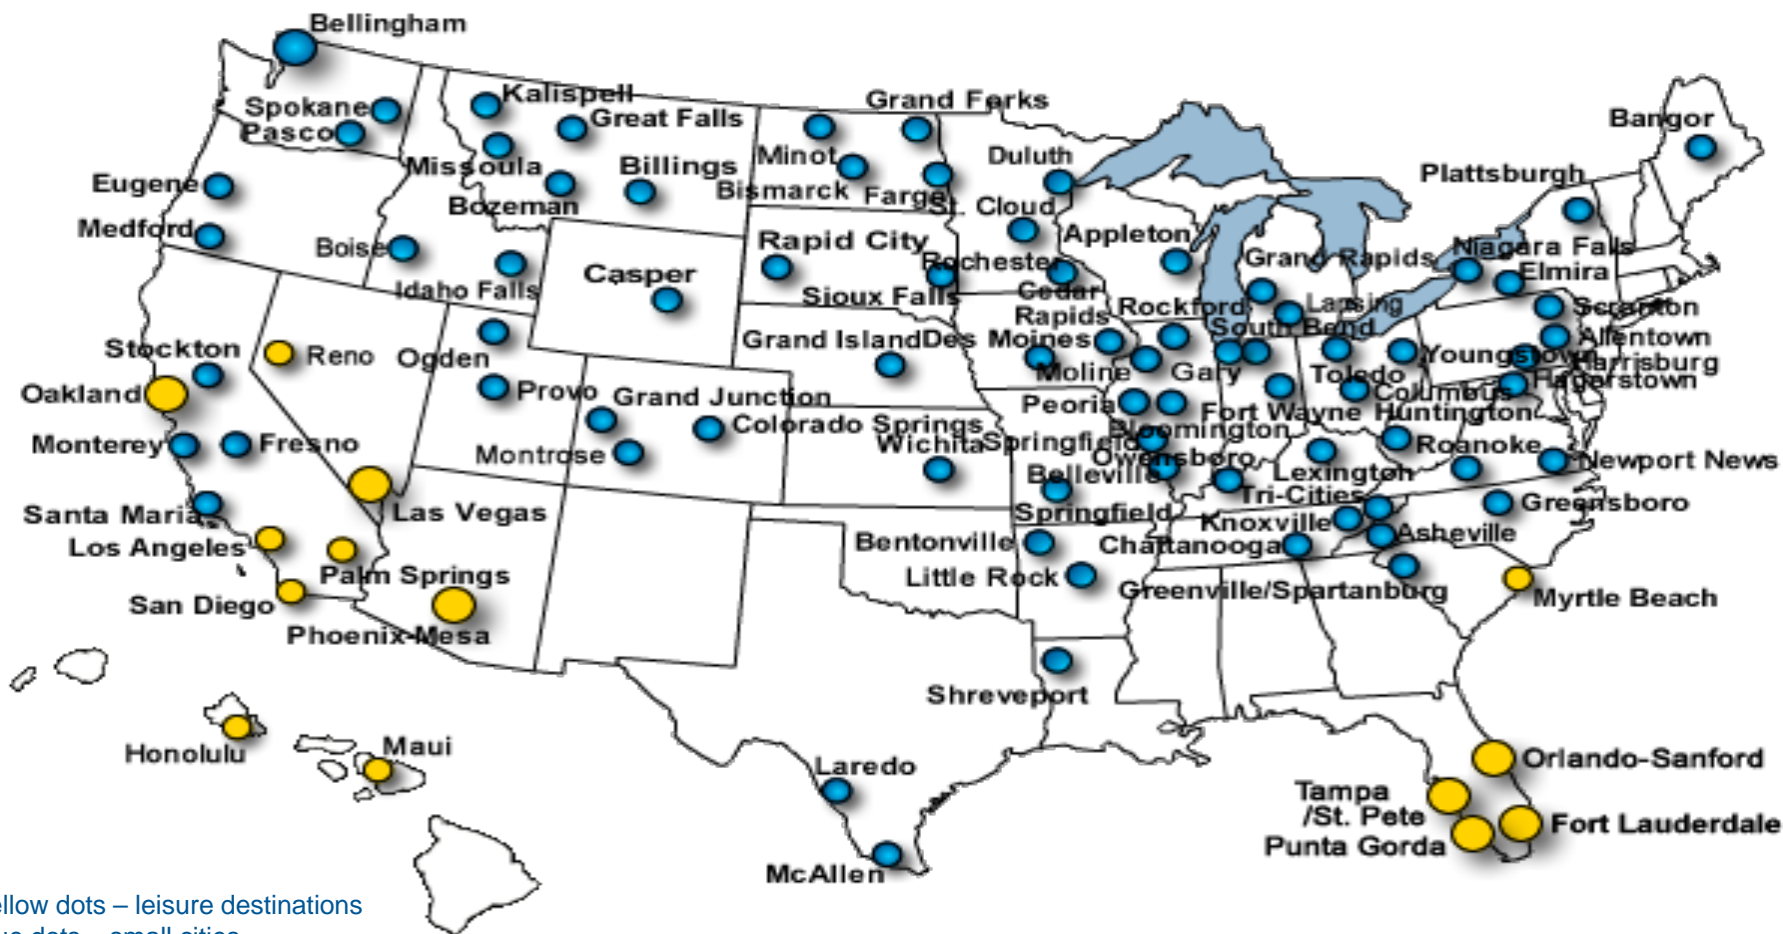 Bellingham
Kalispell
Spokane
Pasco
Great Falls
Grand Forks
Bangor
Minot
Duluth
Missoula
Billings
Plattsburgh
Eugene
Bismarck
Fargo
Bozeman
St. Cloud
Medford
Boise
Rapid City
Appleton
Niagara Falls
Grand Rapids
Rochester
Elmira
Casper
Idaho Falls
Sioux Falls
Cedar
Rapids
Rockford
Lansing
Scranton
South Bend
Allentown
Grand Island
Des Moines
Stockton
Reno
Ogden
Youngstown
Harrisburg
Moline
Gary
Toledo
Hagerstown
Oakland
Provo
Grand Junction
Columbus
Peoria
Fort Wayne
Huntington
Colorado Springs
Bloomington
Monterey
Fresno
Wichita
Springfield
Roanoke
Montrose
Owensboro
Newport News
Belleville
Lexington
Tri-Cities
Santa Maria
Las Vegas
Springfield
Knoxville
Greensboro
Asheville
Los Angeles
Bentonville
Chattanooga
Palm Springs
Little Rock
Greenville/Spartanburg
San Diego
Myrtle Beach
Phoenix-Mesa
Shreveport
Honolulu
Maui
Laredo
Orlando-Sanford
Tampa
/St. Pete
Fort Lauderdale
Punta Gorda
McAllen
ellow dots – leisure destinations
ue dots – small cities